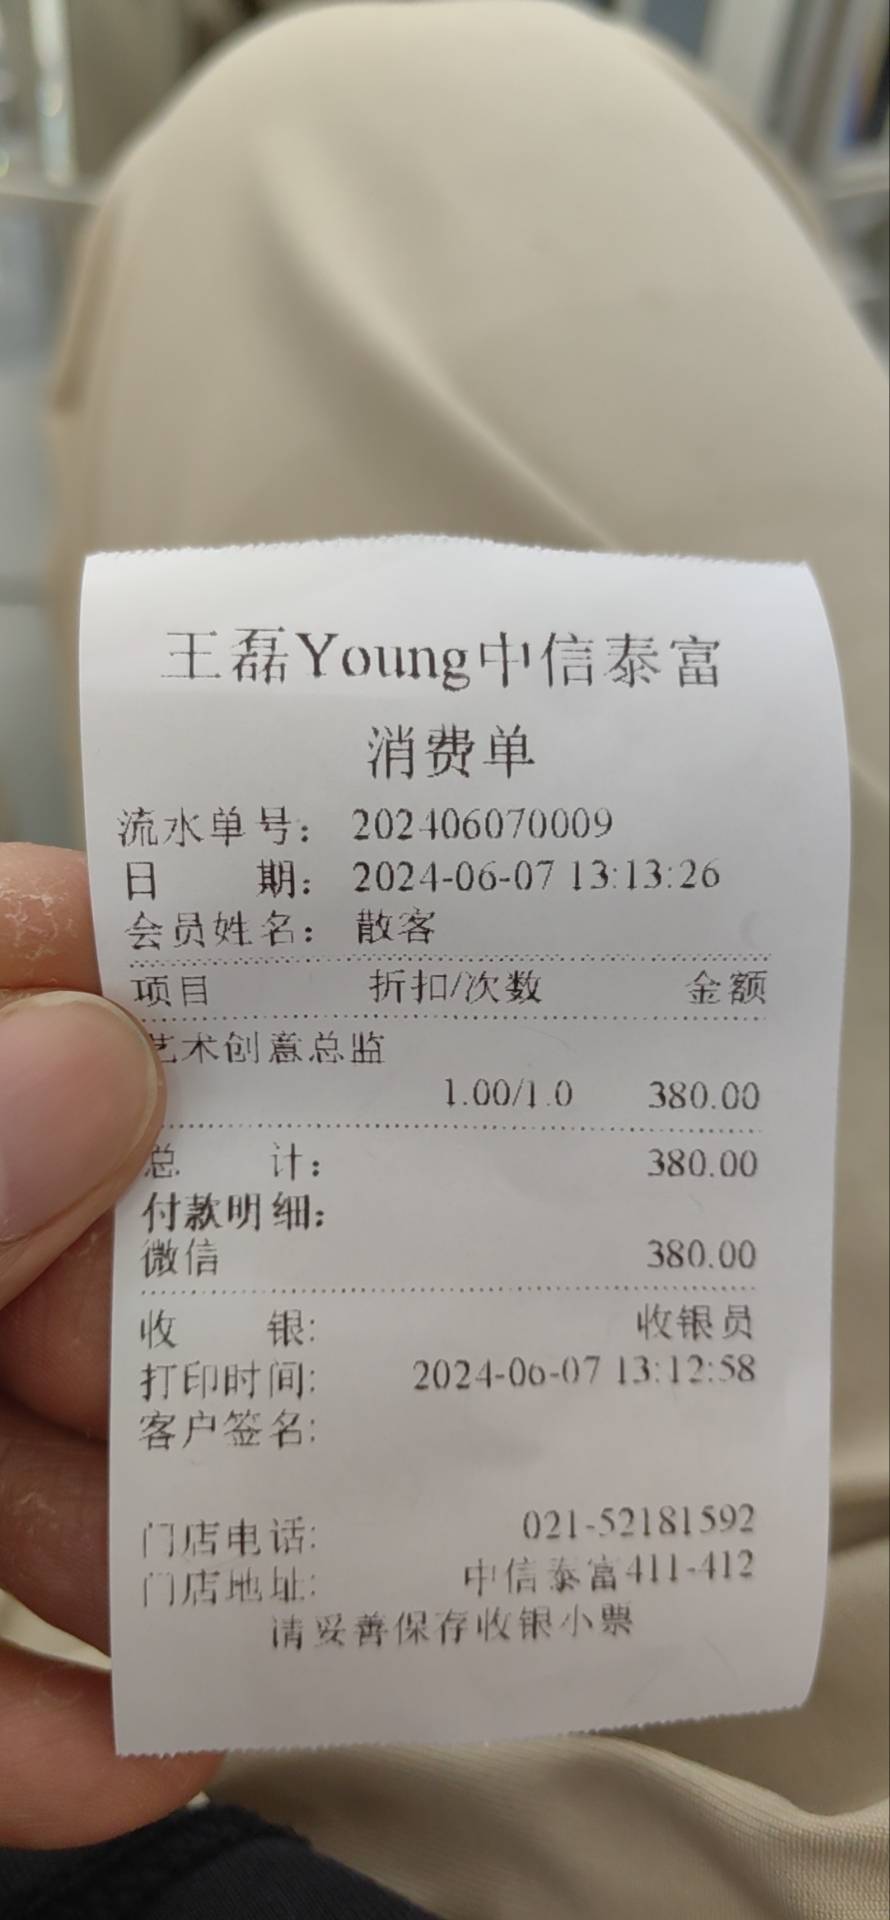 王磊Young中信泰富
消费单
流水单号： 202406070009
日 期： 2024-06-07 13:13:26
会员姓名： 散客
项目 折扣/次数 金额
艺术创意总监
1.00/1.0 380.00
总 计： 380.00
付款明细：
微信 380.00
收 银: 收银员
打印时间: 2024-06-07 13:12:58
客户签名:
门店电话: 021-52181592
门店地址: 中信泰富411-412
请妥善保存收银小票